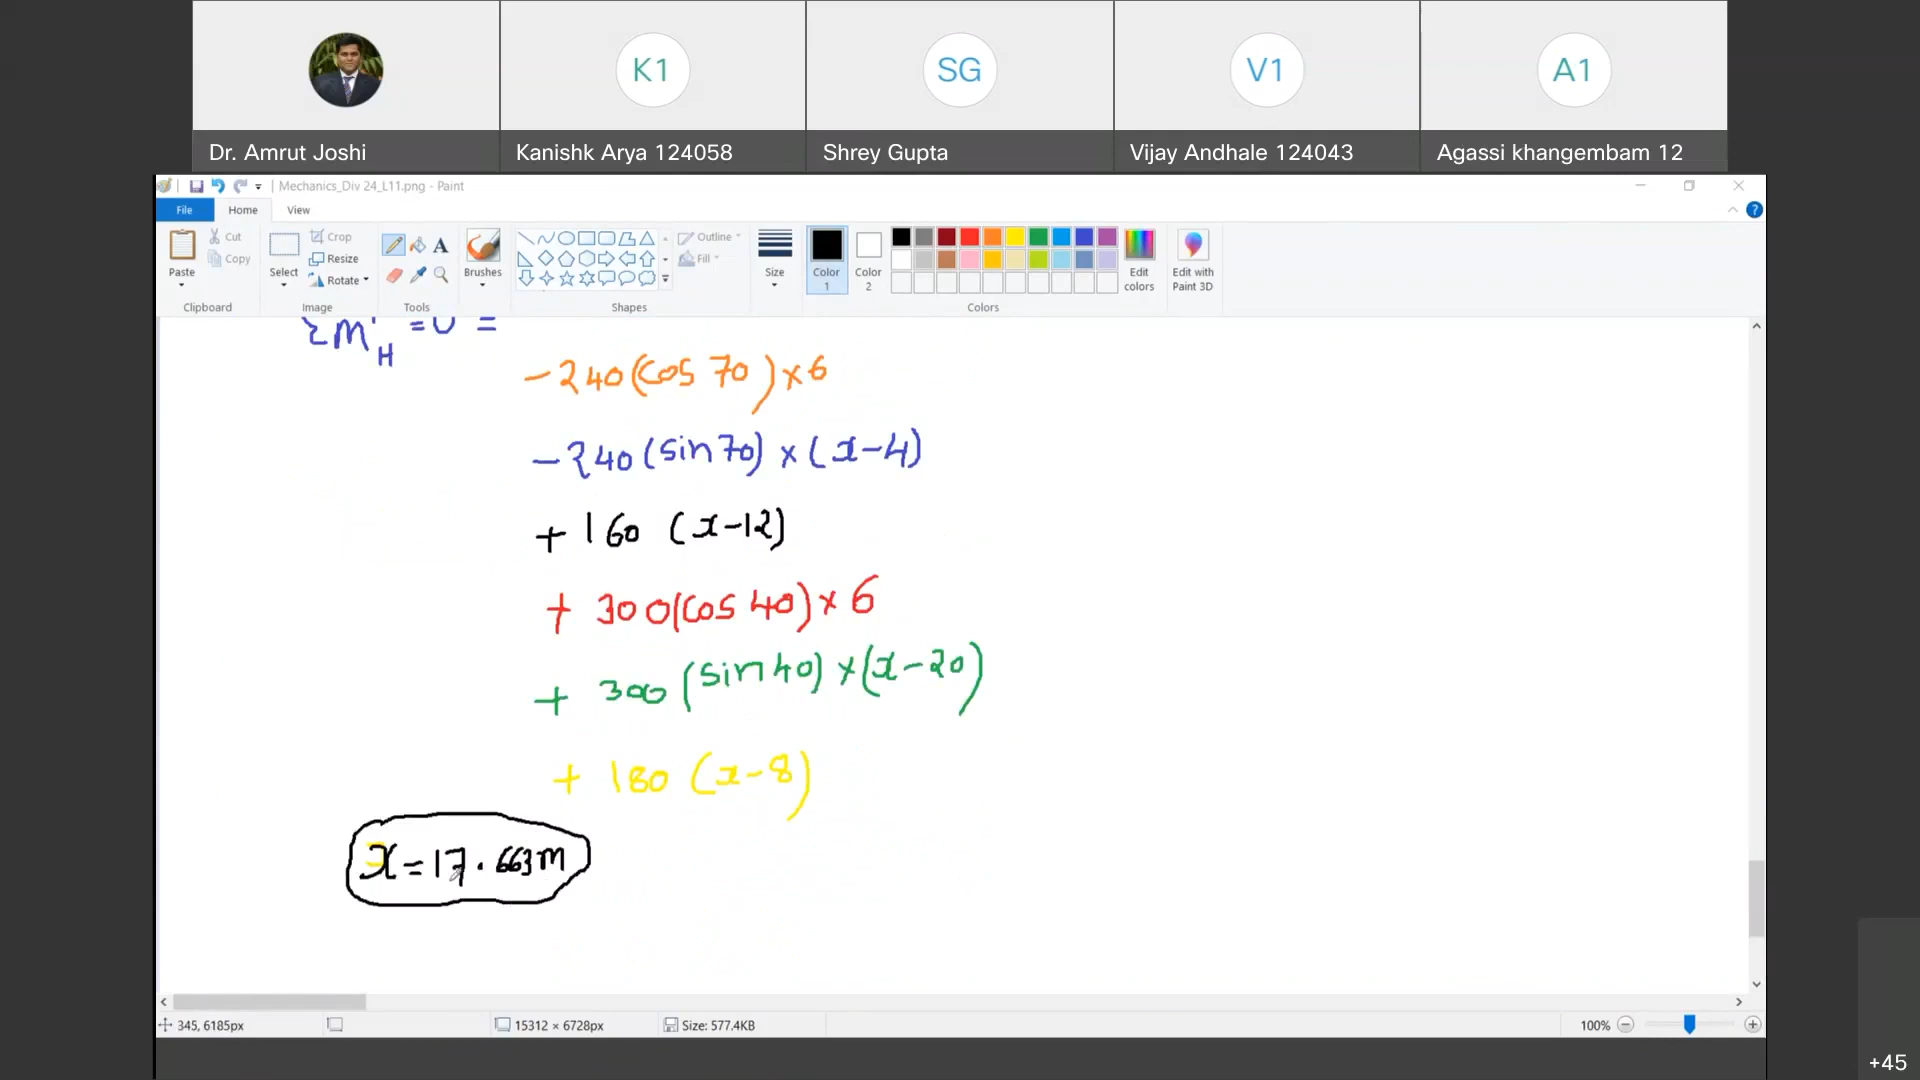 K1
SG
V1
A1
Dr. Amrut Joshi
Kanishk Arya 124058
Shrey Gupta
Vijay Andhale 124043
Agassi khangembam 12
Mechanics_Div 24_L11.png - Paint
File
Home
View
Paste
Cut
Copy
Clipboard
Select
Crop
Resize
Rotate
Image
A
Tools
Brushes
Outline
Fill
Shapes
Size
Color 1
Color 2
Edit colors
Edit with Paint 3D
Colors
ΣM H = 0 =
- 240 (cos 70) × 6
- 240 (sin 70) × (x-4)
+ 160 (x-12)
+ 300 (cos 40) × 6
+ 300 (sin 40) × (x-20)
+ 180 (x-8)
x = 17.663m
345, 6185px
15312 × 6728px
Size: 577.4KB
100%
+45